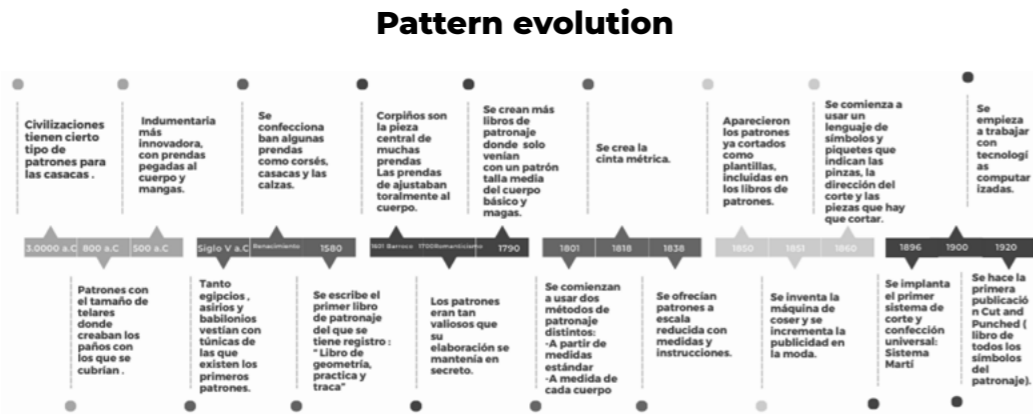 Pattern evolution
Civilizaciones
tienen cierto
tipo de
patrones para
las casacas .
Indumentaria
más
innovadora,
con prendas
pegadas al
cuerpo y
mangas.
Se
confecciona
ban algunas
prendas
como corsés,
casacas y las
calzas.
Corpiños son
la pieza
central de
muchas
prendas
Las prendas
de ajustaban
toralmente al
cuerpo.
Se crean más
libros de
patronaje
donde solo
venían
con un patrón
talla media
del cuerpo
básico y
magas.
Se crea la
cinta métrica.
Aparecieron
los patrones
ya cortados
como
plantillas,
incluidas en
los libros de
patrones.
Se comienza a
usar un
lenguaje de
símbolos y
piquetes que
indican las
pinzas, la
dirección del
corte y las
piezas que hay
que cortar.
Se
empieza
a trabajar
con
tecnologí
as
computar
izadas.
3.0000 a.C 800 a.C 500 a.C
Siglo V a.C Renacimiento 1580
1601 Barroco 1700Romanticismo 1790
1801 1818 1838
1850 1851 1860
1896 1900 1920
Patrones con
el tamaño de
telares
donde
creaban los
paños con
los que se
cubrían .
Tanto
egipcios ,
asirios y
babilonios
vestían con
túnicas de
las que
existen los
primeros
patrones.
Se escribe el
primer libro
de patronaje
del que se
tiene registro :
" Libro de
geometría,
practica y
traca"
Los patrones
eran tan
valiosos que
su
elaboración se
mantenía en
secreto.
Se comienzan
a usar dos
métodos de
patronaje
distintos:
-A partir de
medidas
estándar
-A medida de
cada cuerpo
Se ofrecían
patrones a
escala
reducida con
medidas y
instrucciones.
Se inventa la
máquina de
coser y se
incrementa la
publicidad en
la moda.
Se implanta
el primer
sistema de
corte y
confección
universal:
Sistema
Martí
Se hace la
primera
publicació
n Cut and
Punched (
libro de
todos los
símbolos
del
patronaje).